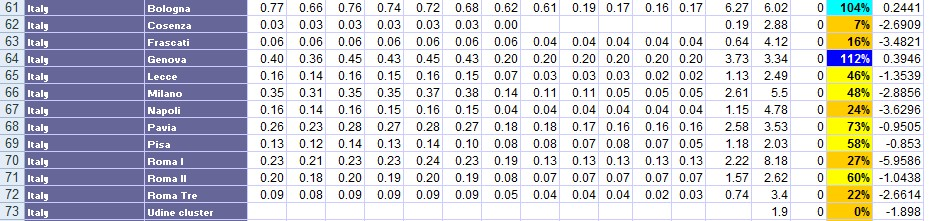 61 Italy Bologna 0.77 0.66 0.76 0.74 0.72 0.68 0.62 0.61 0.19 0.17 0.16 0.17 6.27 6.02 0 104% 0.2441
62 Italy Cosenza 0.03 0.03 0.03 0.03 0.03 0.03 0.00 0.19 2.88 0 7% -2.6909
63 Italy Frascati 0.06 0.06 0.06 0.06 0.06 0.06 0.06 0.04 0.04 0.04 0.04 0.04 0.64 4.12 0 16% -3.4821
64 Italy Genova 0.40 0.36 0.45 0.43 0.45 0.43 0.20 0.20 0.20 0.20 0.20 0.20 3.73 3.34 0 112% 0.3946
65 Italy Lecce 0.16 0.14 0.16 0.15 0.16 0.15 0.07 0.03 0.03 0.03 0.02 0.02 1.13 2.49 0 46% -1.3539
66 Italy Milano 0.35 0.31 0.35 0.35 0.37 0.38 0.14 0.11 0.11 0.05 0.05 0.05 2.61 5.5 0 48% -2.8856
67 Italy Napoli 0.16 0.14 0.16 0.15 0.16 0.15 0.04 0.04 0.04 0.04 0.04 0.04 1.15 4.78 0 24% -3.6296
68 Italy Pavia 0.26 0.23 0.28 0.27 0.28 0.27 0.18 0.18 0.17 0.16 0.16 0.16 2.58 3.53 0 73% -0.9505
69 Italy Pisa 0.13 0.12 0.14 0.13 0.14 0.10 0.08 0.08 0.07 0.08 0.07 0.05 1.18 2.03 0 58% -0.853
70 Italy Roma I 0.23 0.21 0.23 0.23 0.24 0.23 0.19 0.13 0.13 0.13 0.13 0.13 2.22 8.18 0 27% -5.9586
71 Italy Roma II 0.20 0.18 0.20 0.19 0.20 0.19 0.08 0.07 0.07 0.07 0.07 0.07 1.57 2.62 0 60% -1.0438
72 Italy Roma Tre 0.09 0.08 0.09 0.09 0.09 0.09 0.05 0.04 0.04 0.04 0.02 0.03 0.74 3.4 0 22% -2.6614
73 Italy Udine cluster 1.9 0 0% -1.898